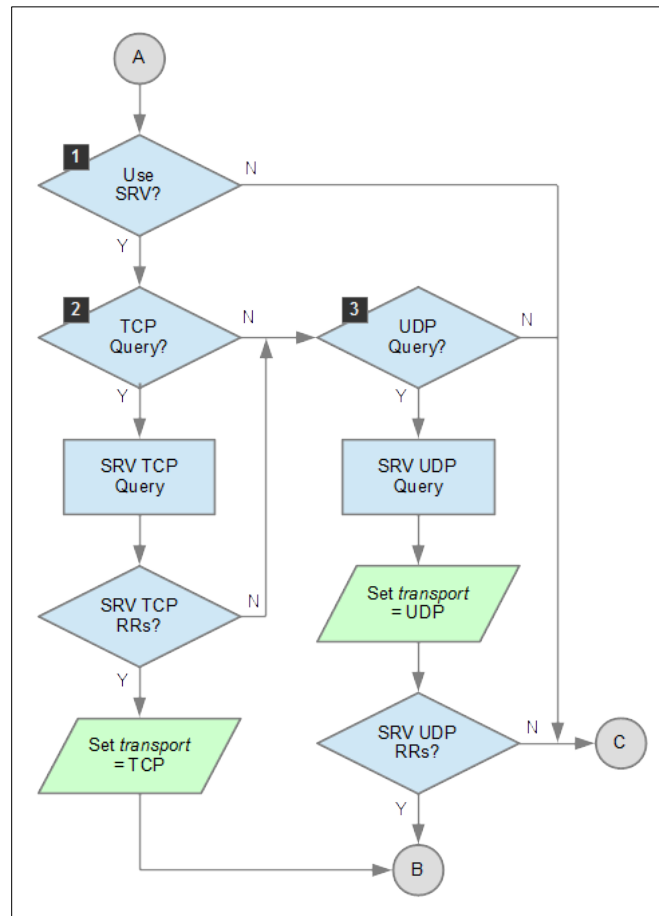 A
1
Use
SRV?
N
Y
2
TCP
Query?
N
3
UDP
Query?
N
Y
Y
SRV TCP
Query
SRV UDP
Query
Set transport
= UDP
SRV TCP
RRs?
N
Y
Set transport
= TCP
SRV UDP
RRs?
N
C
Y
B